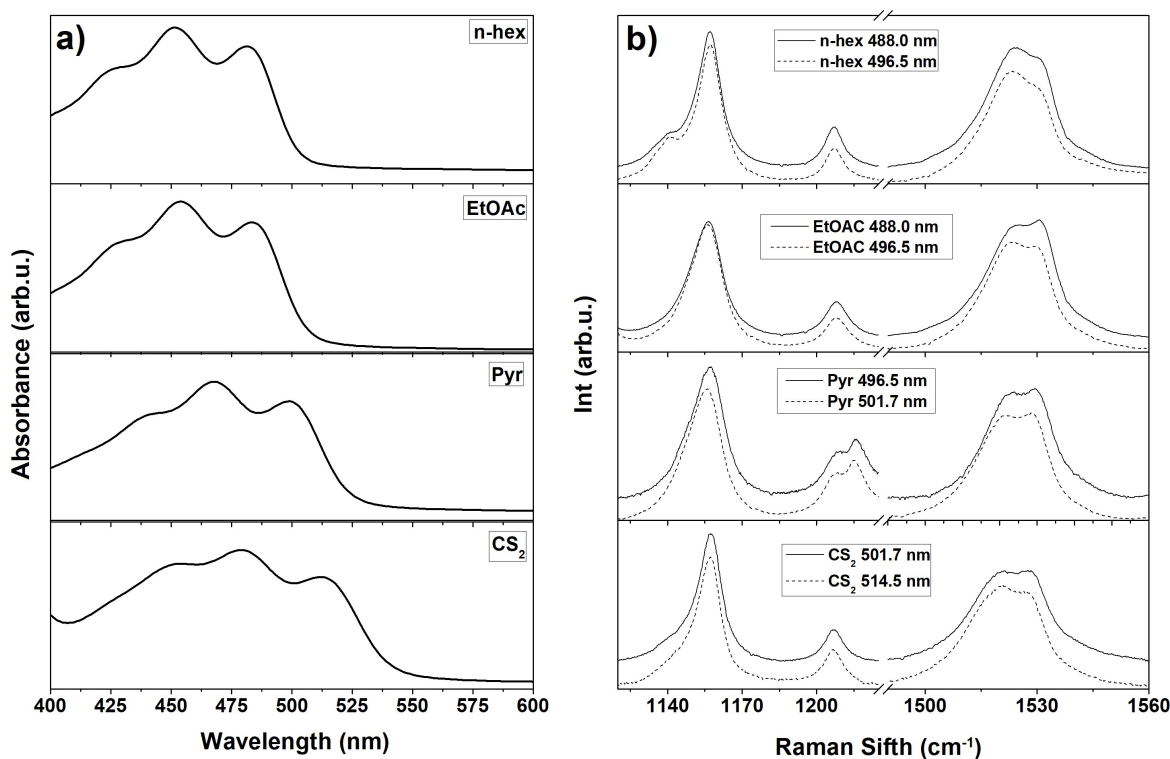 a)
n-hex
EtOAc
Pyr
CS2
Absorbance (arb.u.)
400 425 450 475 500 525 550 575 600
Wavelength (nm)
b)
n-hex 488.0 nm
n-hex 496.5 nm
EtOAC 488.0 nm
EtOAC 496.5 nm
Pyr 496.5 nm
Pyr 501.7 nm
CS2 501.7 nm
CS2 514.5 nm
Int (arb.u.)
1140 1170 1200 1500 1530 1560
Raman Sifth (cm-1)